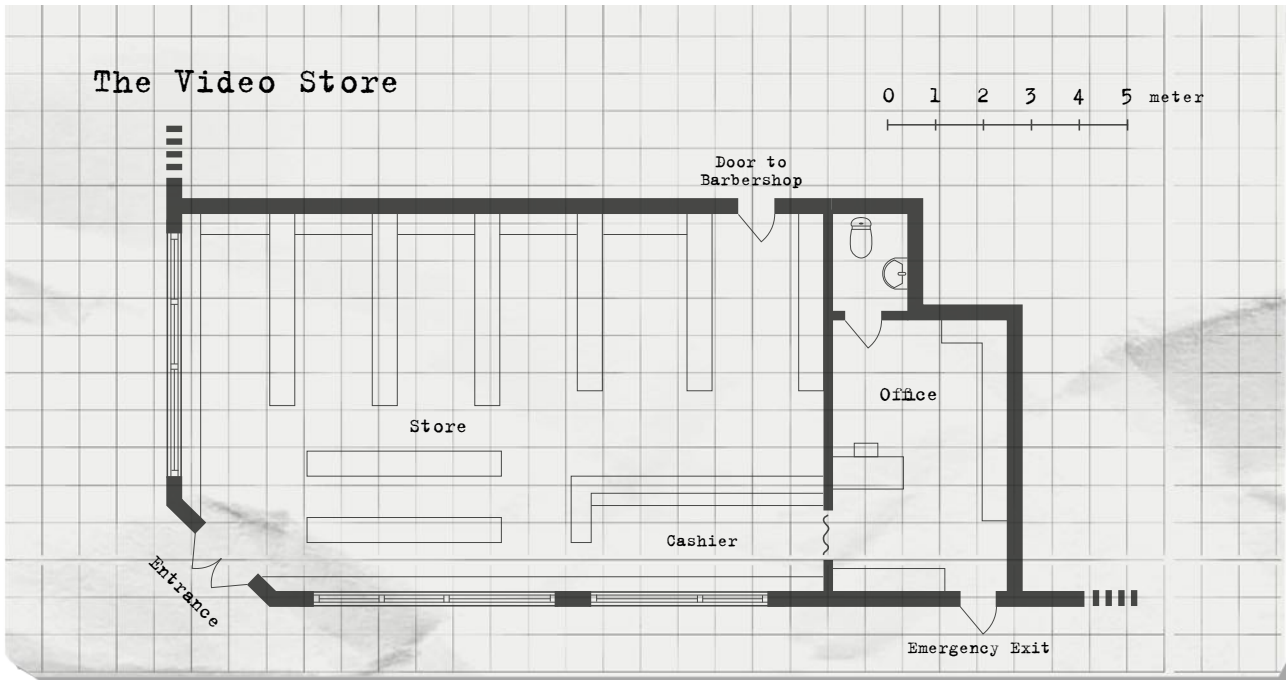 The Video Store
0 1 2 3 4 5 meter
Door to
Barbershop
Office
Store
Cashier
Entrance
Emergency Exit